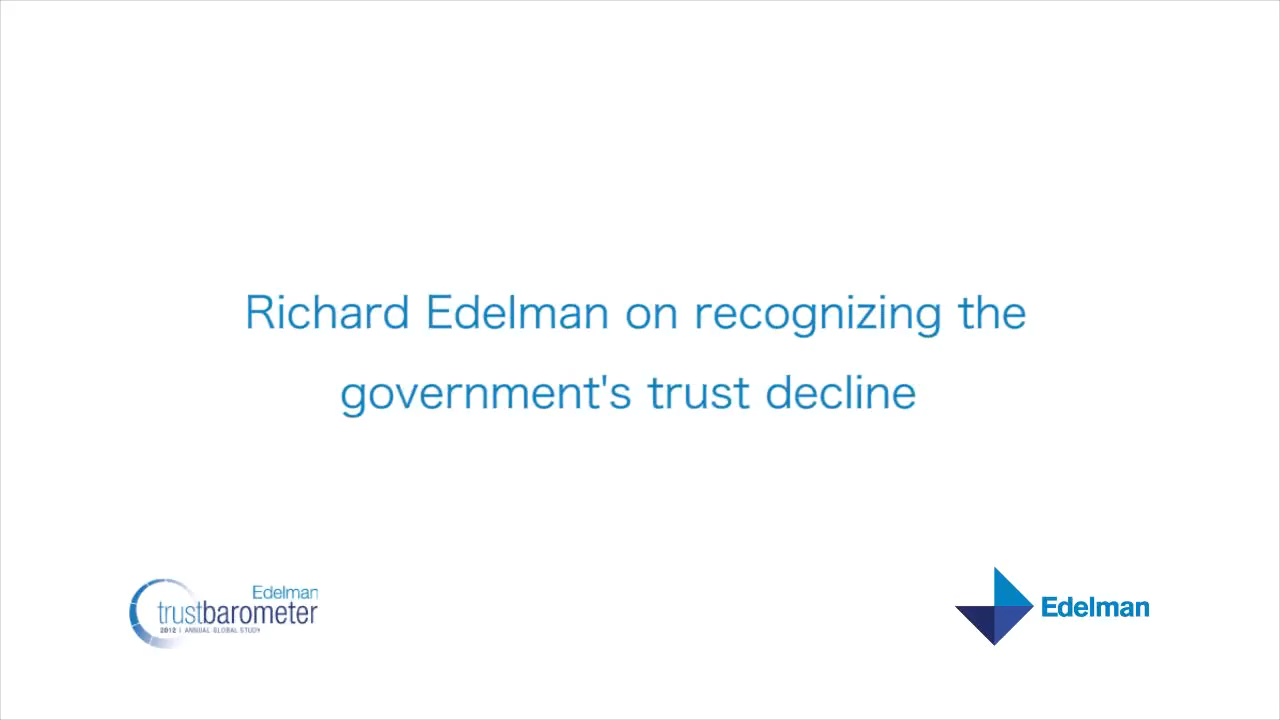 Richard Edelman on recognizing the
government's trust decline
Edelman
trustbarometer
2012 | ANNUAL GLOBAL STUDY
Edelman